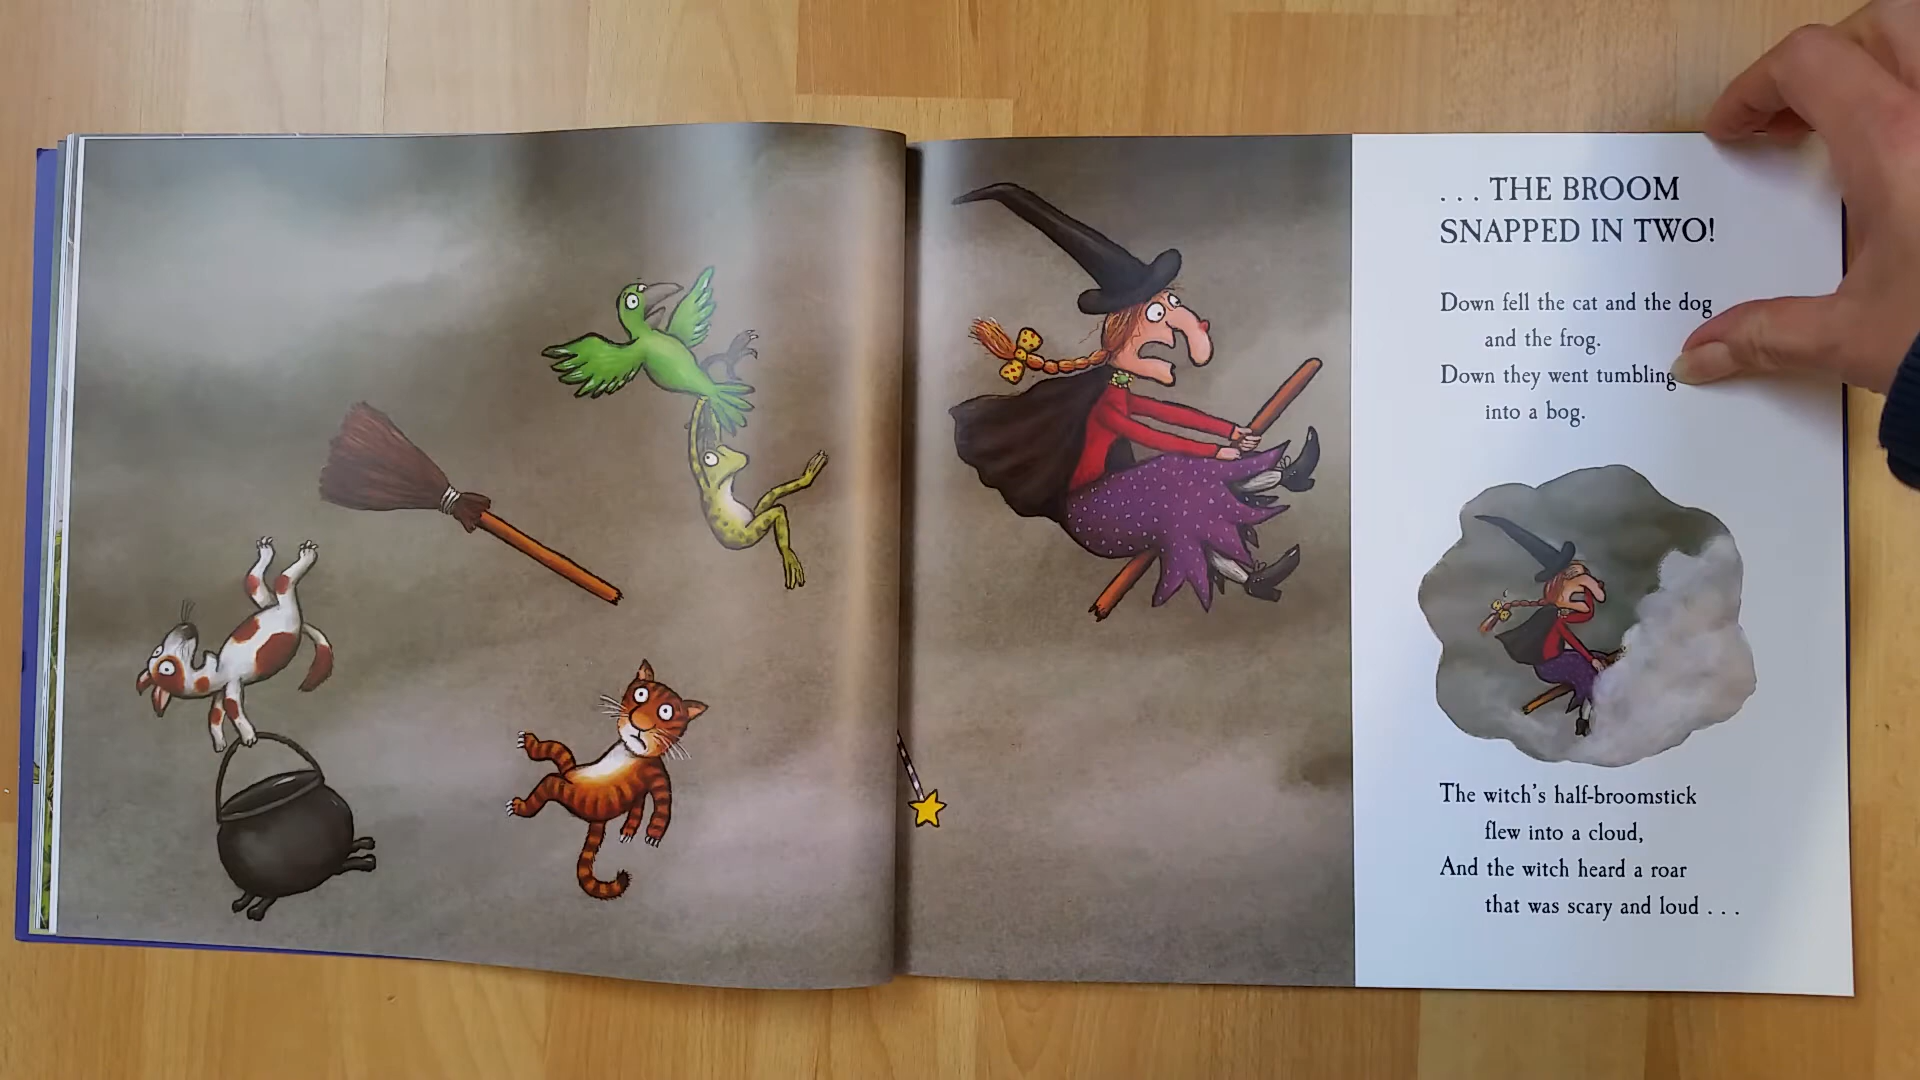 . . . THE BROOM
SNAPPED IN TWO!
Down fell the cat and the dog
and the frog.
Down they went tumbling
into a bog.
The witch's half-broomstick
flew into a cloud,
And the witch heard a roar
that was scary and loud . . .